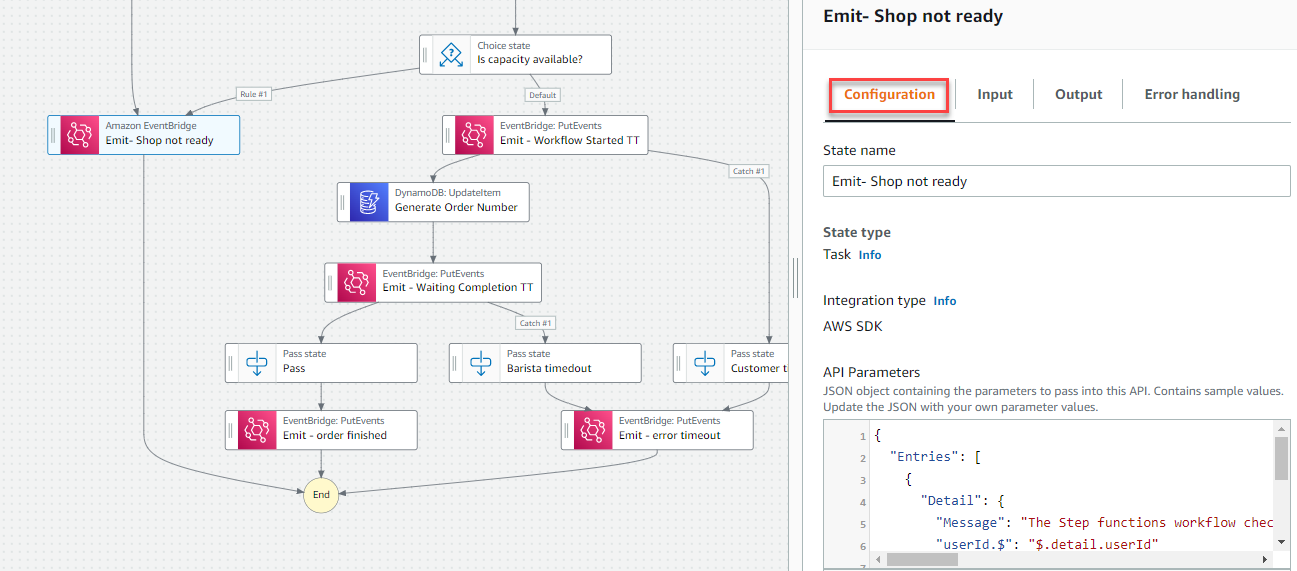 Choice state
Is capacity available?
Rule #1
Default
Amazon EventBridge
Emit- Shop not ready
EventBridge: PutEvents
Emit - Workflow Started TT
Catch #1
DynamoDB: UpdateItem
Generate Order Number
EventBridge: PutEvents
Emit - Waiting Completion TT
Catch #1
Pass state
Pass
Pass state
Barista timedout
Pass state
Customer t
EventBridge: PutEvents
Emit - order finished
EventBridge: PutEvents
Emit - error timeout
End
Emit- Shop not ready
Configuration
Input
Output
Error handling
State name
Emit- Shop not ready
State type
Task Info
Integration type Info
AWS SDK
API Parameters
JSON object containing the parameters to pass into this API. Contains sample values.
Update the JSON with your own parameter values.
1 {
2 "Entries": [
3 {
4 "Detail": {
5 "Message": "The Step functions workflow chec
6 "userId.$": "$.detail.userId"